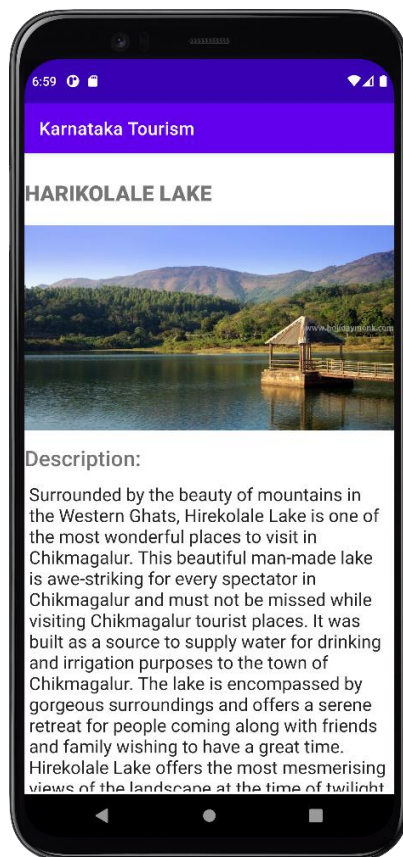 6:59
Karnataka Tourism
HARIKOLALE LAKE
www.holidaymonk.com
Description:
Surrounded by the beauty of mountains in
the Western Ghats, Hirekolale Lake is one of
the most wonderful places to visit in
Chikmagalur. This beautiful man-made lake
is awe-striking for every spectator in
Chikmagalur and must not be missed while
visiting Chikmagalur tourist places. It was
built as a source to supply water for drinking
and irrigation purposes to the town of
Chikmagalur. The lake is encompassed by
gorgeous surroundings and offers a serene
retreat for people coming along with friends
and family wishing to have a great time.
Hirekolale Lake offers the most mesmerising
views of the landscape at the time of twilight